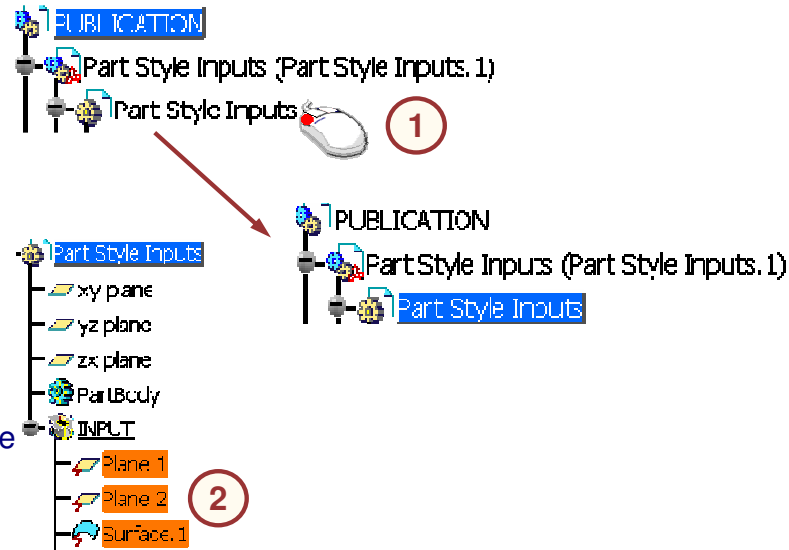 PUBLICATION
Part Style Inputs (Part Style Inputs.1)
Part Style Inputs
1
PUBLICATION
Part Style Inputs (Part Style Inputs.1)
Part Style Inputs
Part Style Inputs
xy plane
yz plane
zx plane
PartBody
e
INPUT
Plane.1
Plane.2
2
Surface.1